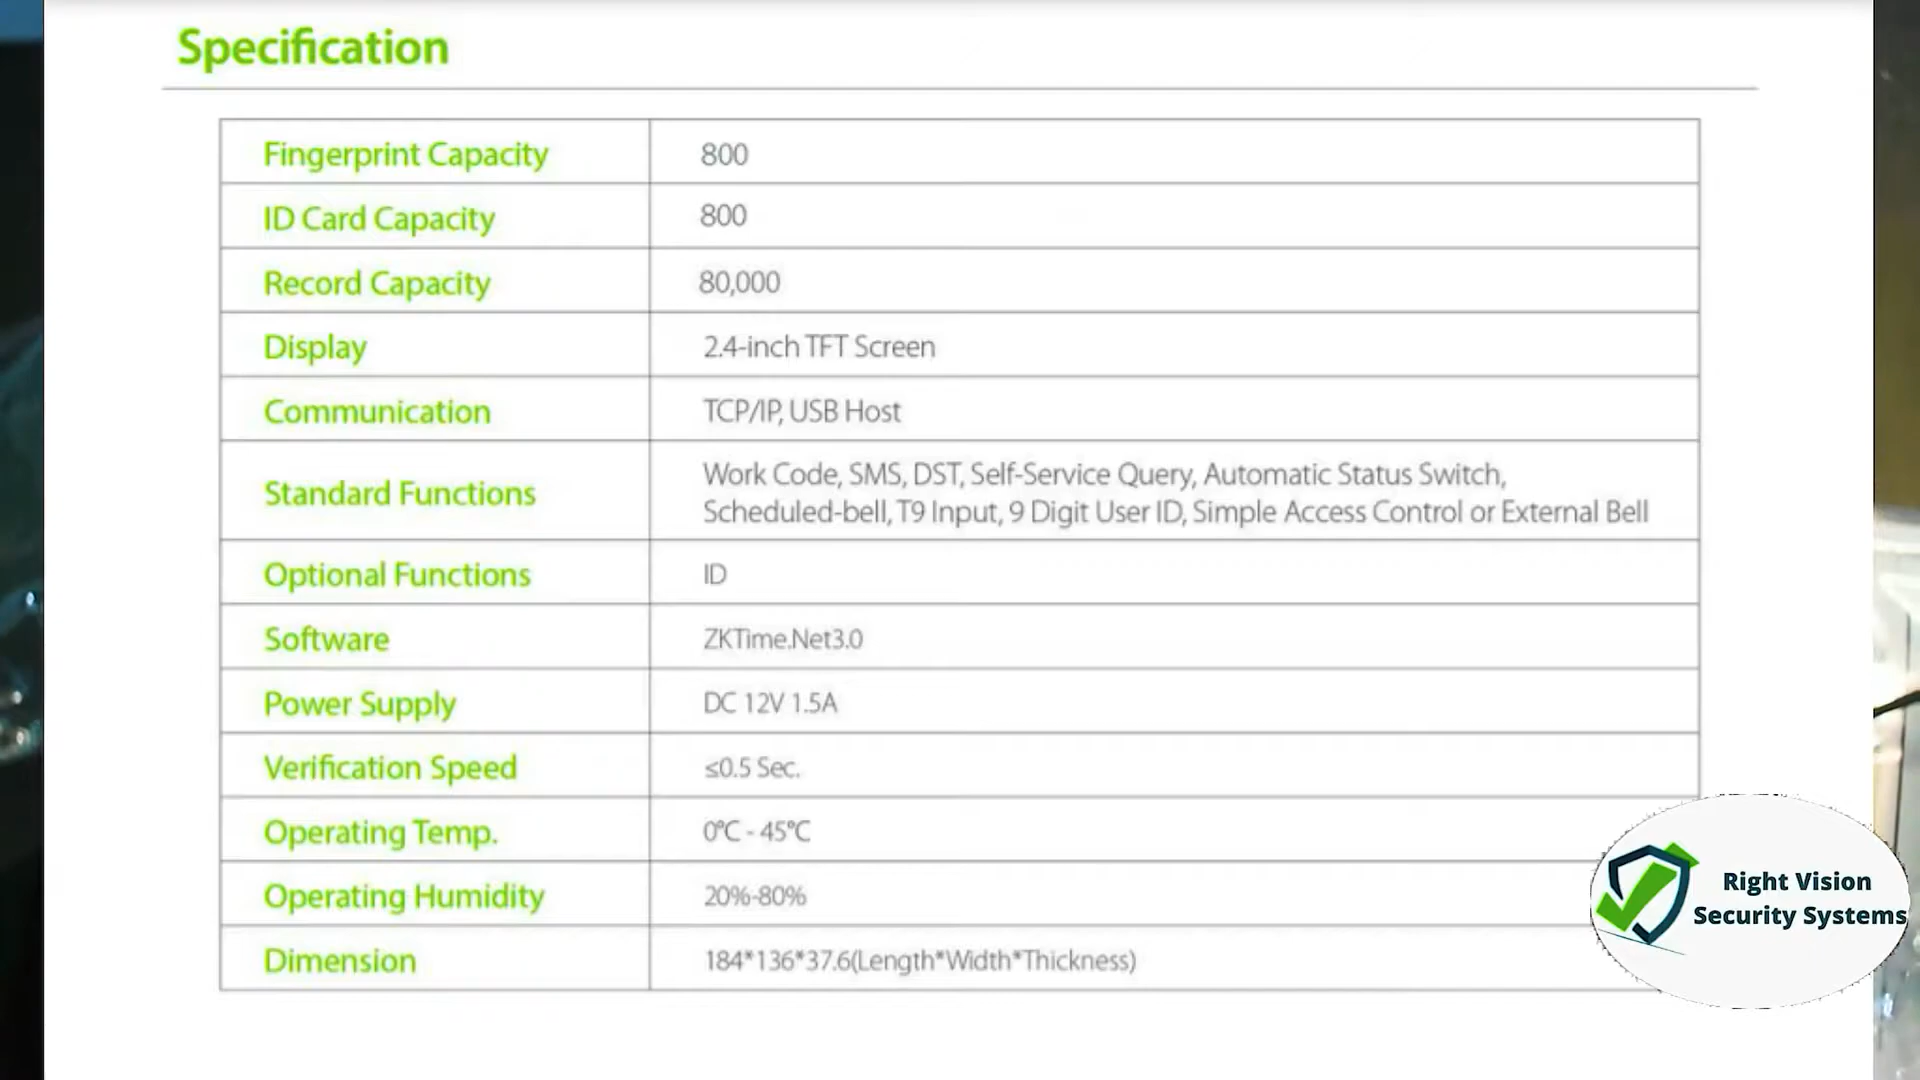 Specification
Fingerprint Capacity 800
ID Card Capacity 800
Record Capacity 80,000
Display 2.4-inch TFT Screen
Communication TCP/IP, USB Host
Standard Functions Work Code, SMS, DST, Self-Service Query, Automatic Status Switch,
Scheduled-bell, T9 Input, 9 Digit User ID, Simple Access Control or External Bell
Optional Functions ID
Software ZKTime.Net3.0
Power Supply DC 12V 1.5A
Verification Speed ≤0.5 Sec.
Operating Temp. 0°C - 45°C
Operating Humidity 20%-80%
Dimension 184*136*37.6(Length*Width*Thickness)
Right Vision
Security Systems